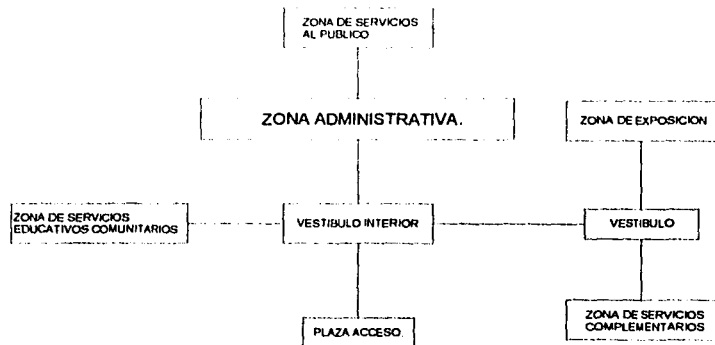 ZONA DE SERVICIOS
AL PUBLICO
ZONA ADMINISTRATIVA.
ZONA DE EXPOSICION
ZONA DE SERVICIOS
EDUCATIVOS COMUNITARIOS
VESTIBULO INTERIOR
VESTIBULO
PLAZA ACCESO.
ZONA DE SERVICIOS
COMPLEMENTARIOS